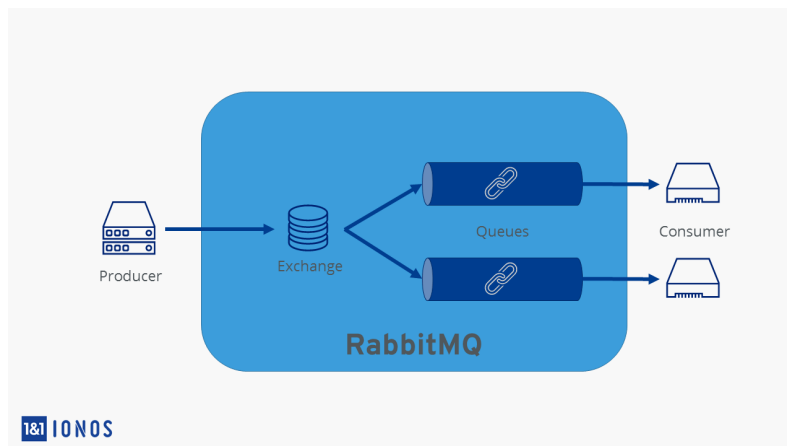 Queues
Consumer
Exchange
Producer
RabbitMQ
1&1 IONOS